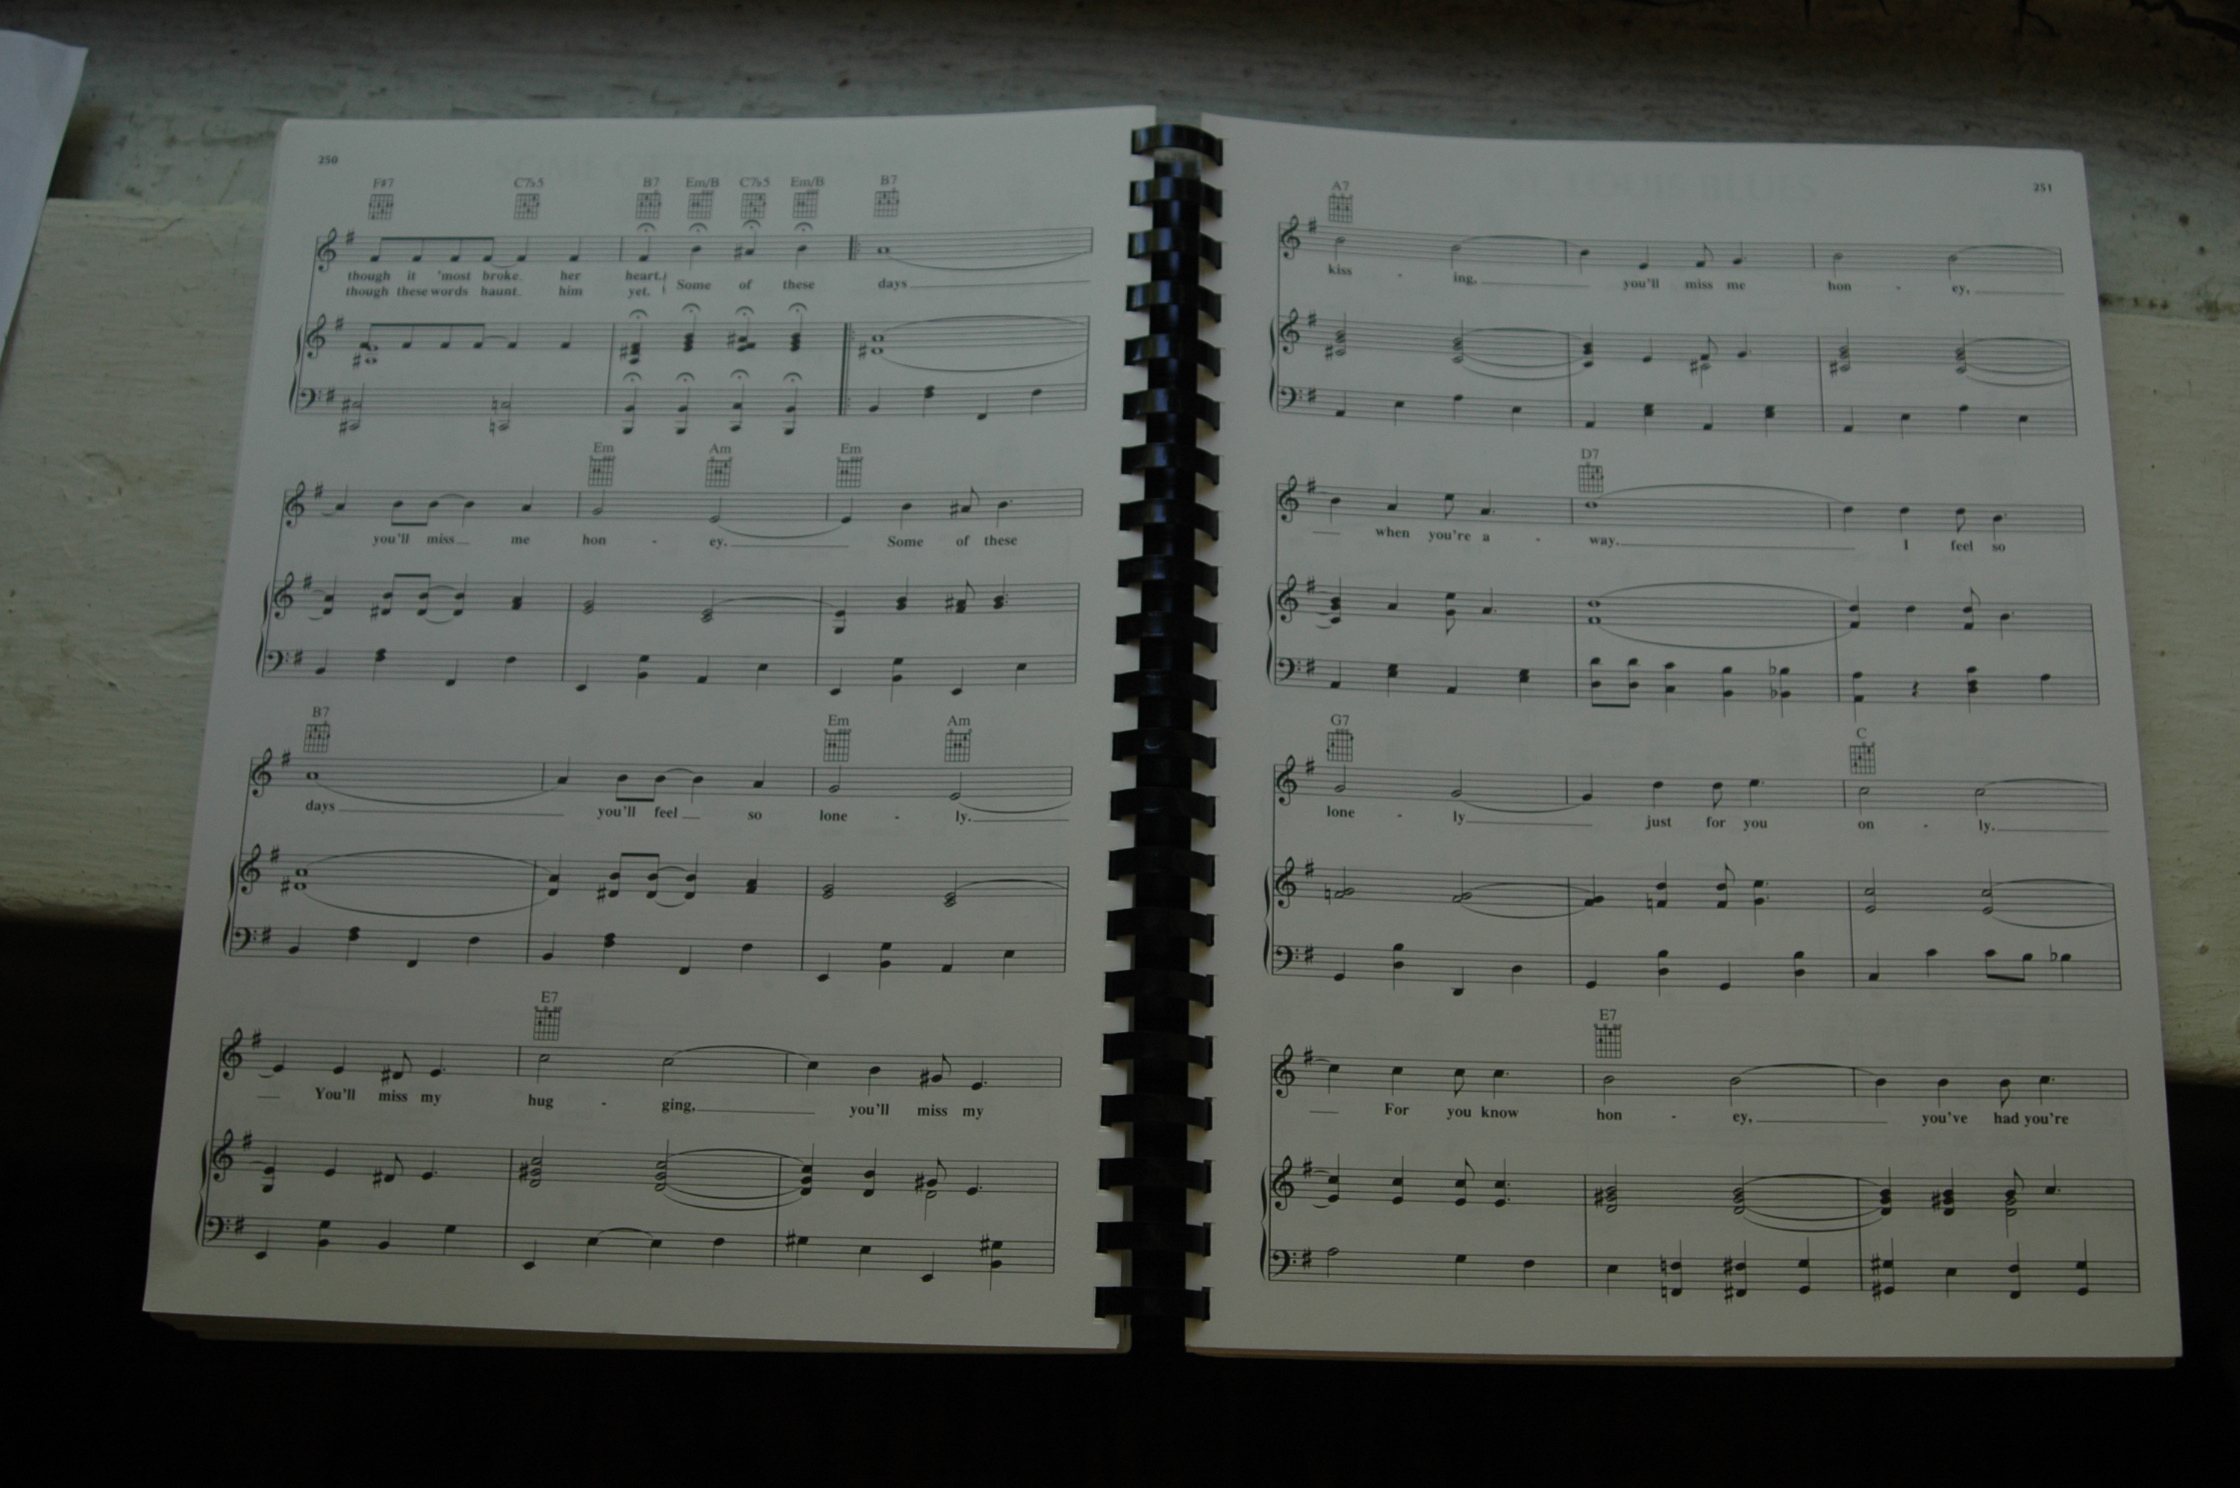 250
F#7 C7♭5 B7 Em/B C7♭5 Em/B B7
though it 'most broke her heart. Some of these days
though these words haunt him yet.
Em Am Em
you'll miss me hon - ey. Some of these
B7 Em Am
days you'll feel so lone - ly.
E7
You'll miss my hug - ging, you'll miss my
251
A7
kiss - ing, you'll miss me hon - ey,
D7
when you're a - way. I feel so
G7 C
lone - ly just for you on - ly.
E7
For you know hon - ey, you've had you're